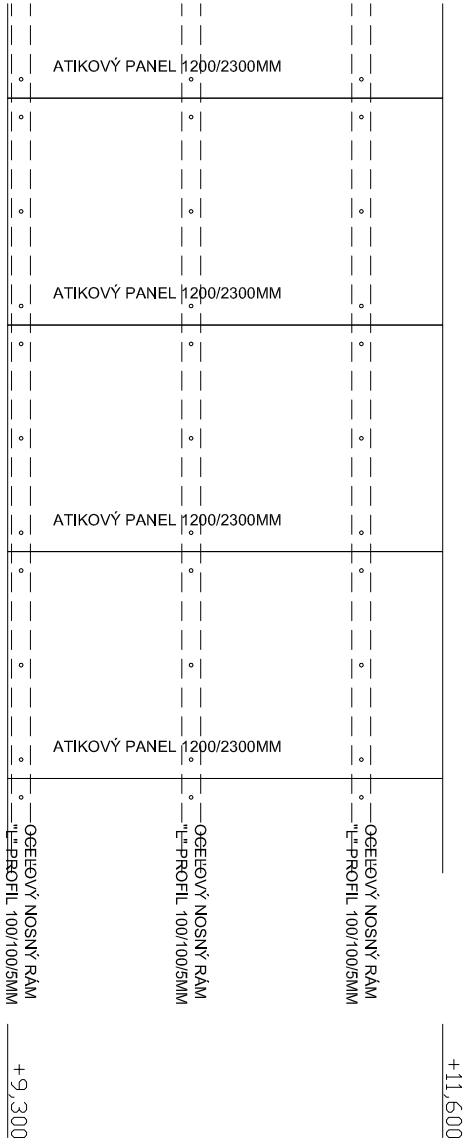 ATIKOVÝ PANEL 1200/2300MM
ATIKOVÝ PANEL 1200/2300MM
ATIKOVÝ PANEL 1200/2300MM
ATIKOVÝ PANEL 1200/2300MM
OCEĽOVÝ NOSNÝ RÁM
"L" PROFIL 100/100/5MM
OCEĽOVÝ NOSNÝ RÁM
"L" PROFIL 100/100/5MM
OCEĽOVÝ NOSNÝ RÁM
"L" PROFIL 100/100/5MM
+9,300
+11,600